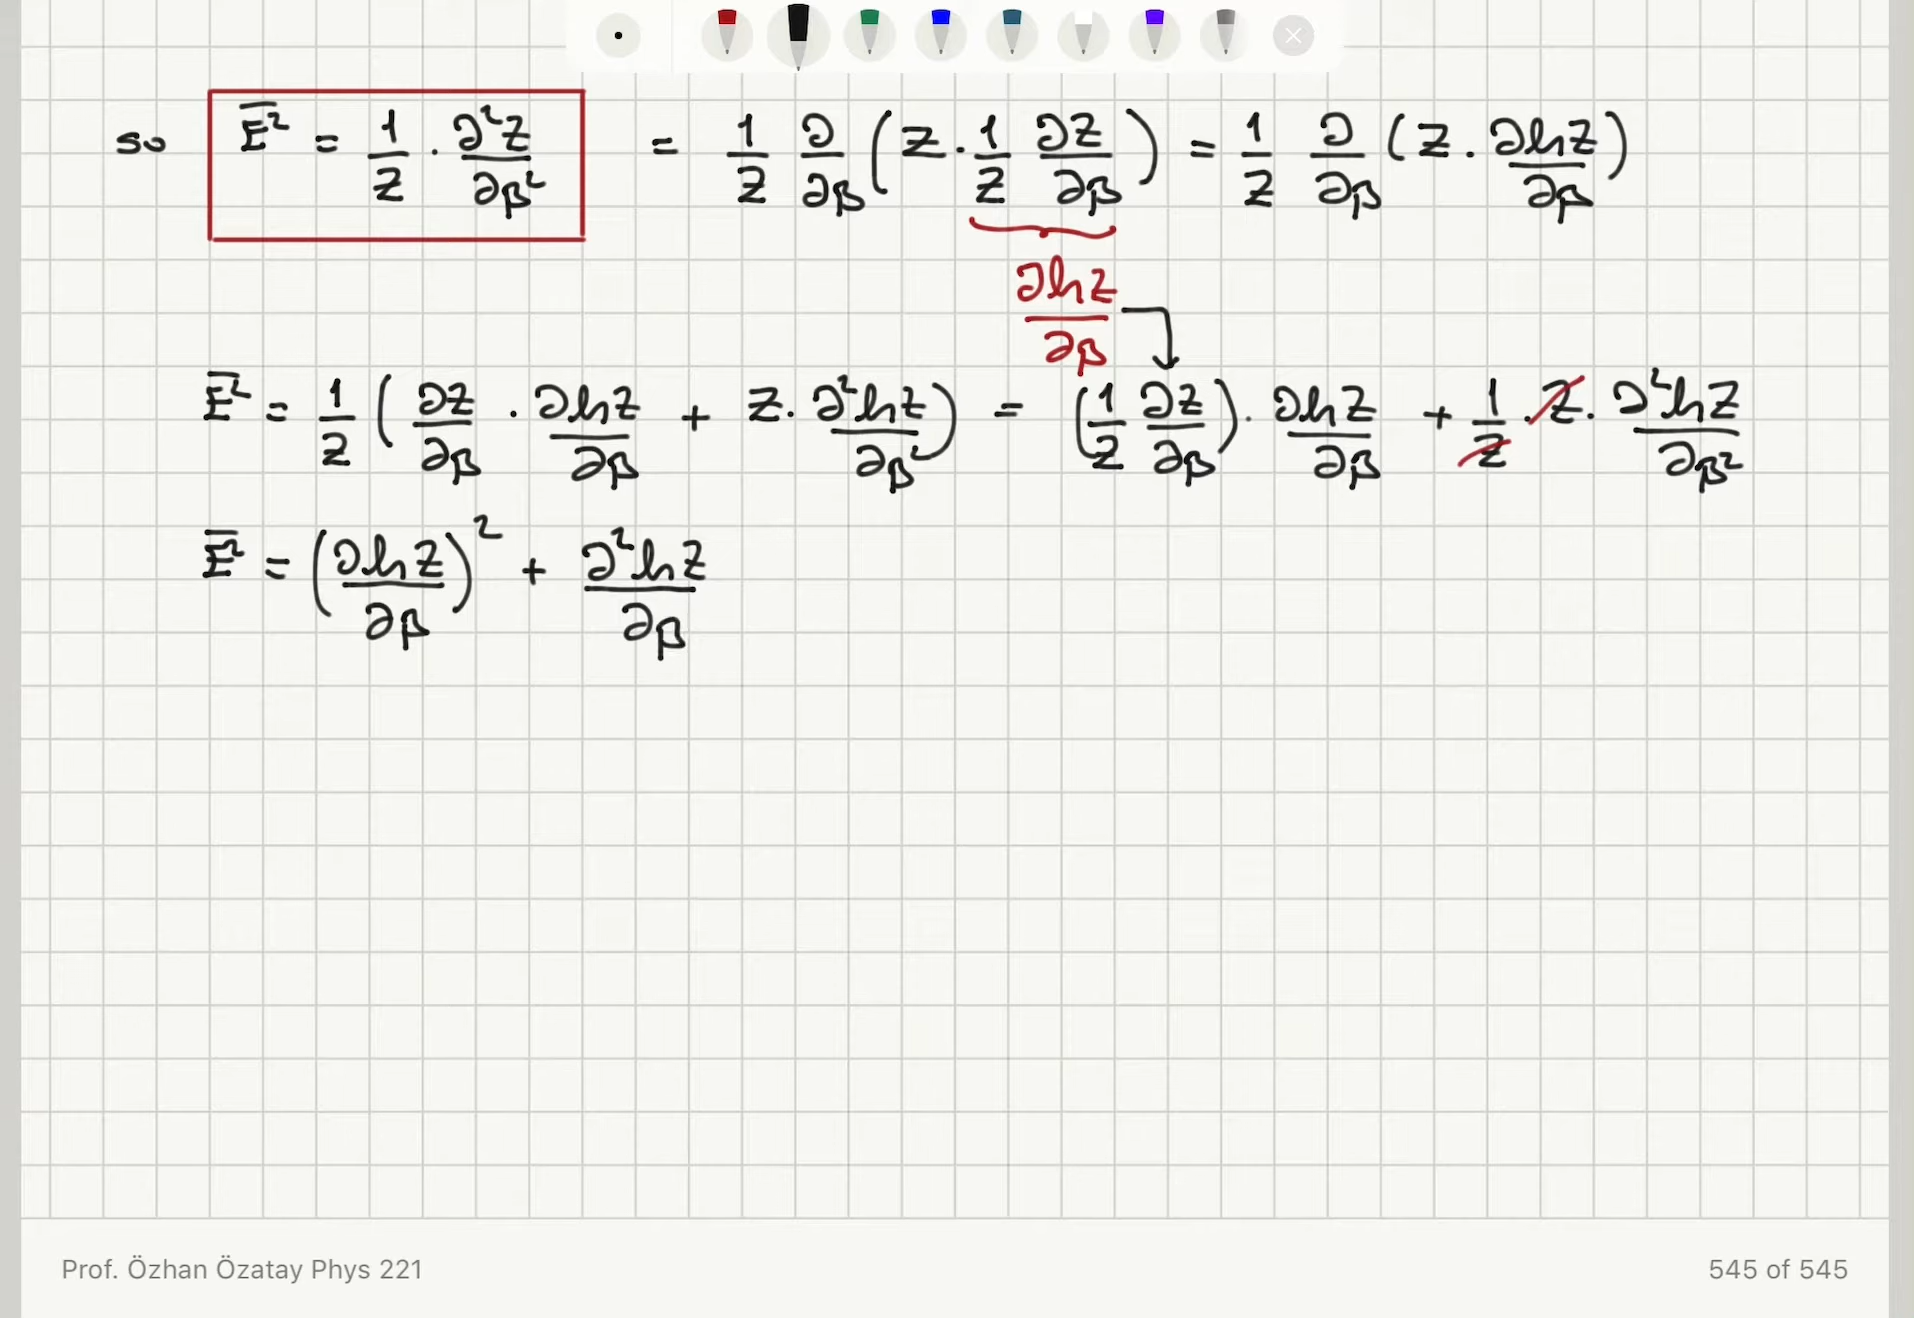 so E̅² = 1/Z · ∂²Z/∂β² = 1/Z ∂/∂β (Z · 1/Z ∂Z/∂β) = 1/Z ∂/∂β (Z · ∂lnZ/∂β)
∂lnZ/∂β
E̅² = 1/Z (∂Z/∂β · ∂lnZ/∂β + Z · ∂²lnZ/∂β²) = (1/Z ∂Z/∂β) · ∂lnZ/∂β + 1/Z · Z · ∂²lnZ/∂β²
E̅² = (∂lnZ/∂β)² + ∂²lnZ/∂β
Prof. Özhan Özatay Phys 221
545 of 545